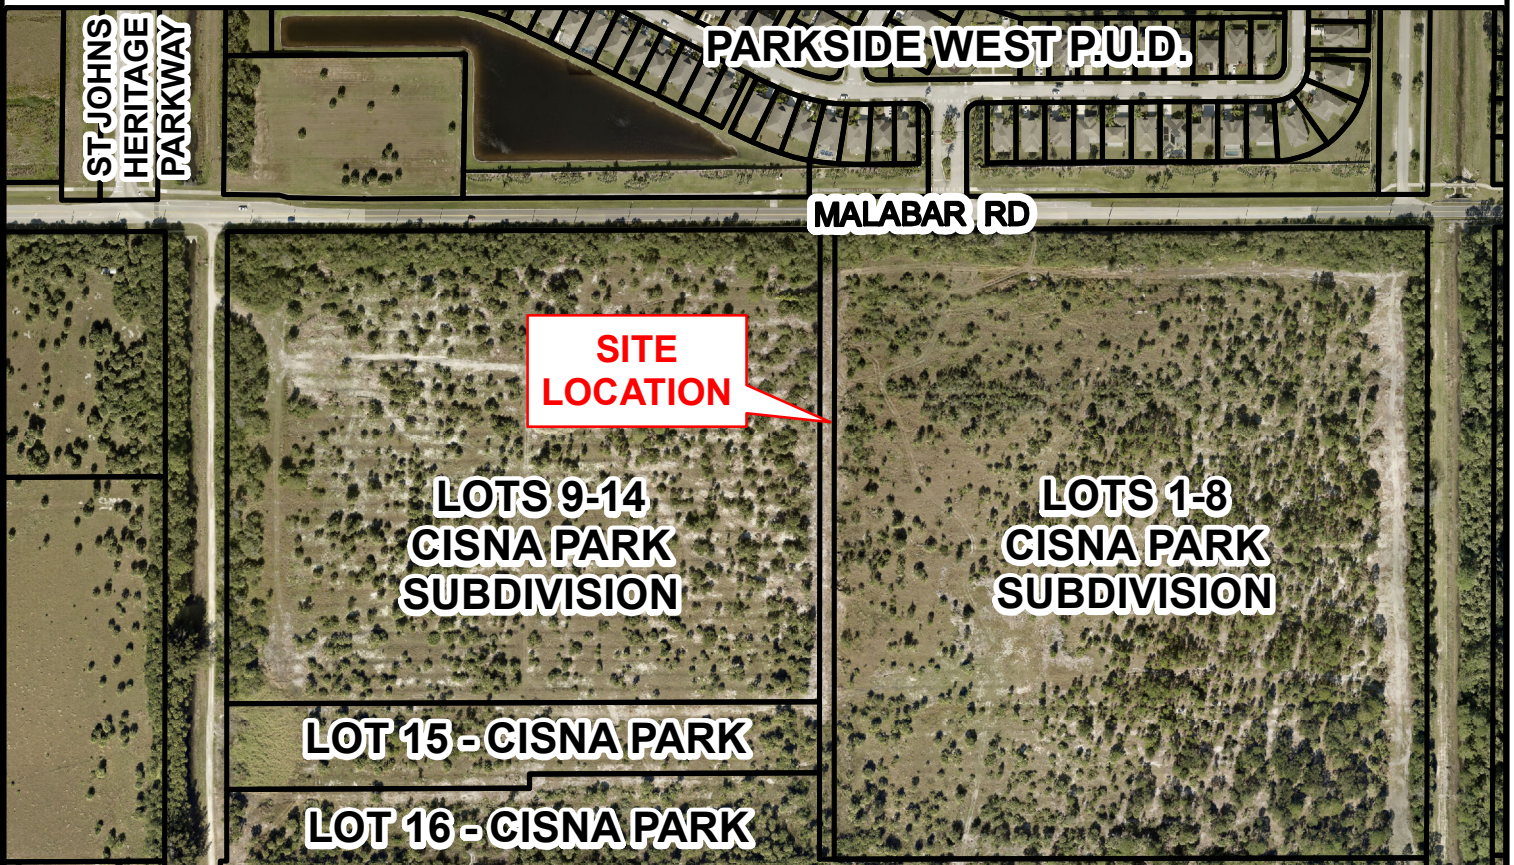 PARKSIDE WEST P.U.D.
ST JOHNS
HERITAGE
PARKWAY
MALABAR RD
SITE
LOCATION
LOTS 9-14
CISNA PARK
SUBDIVISION
LOTS 1-8
CISNA PARK
SUBDIVISION
LOT 15 - CISNA PARK
LOT 16 - CISNA PARK